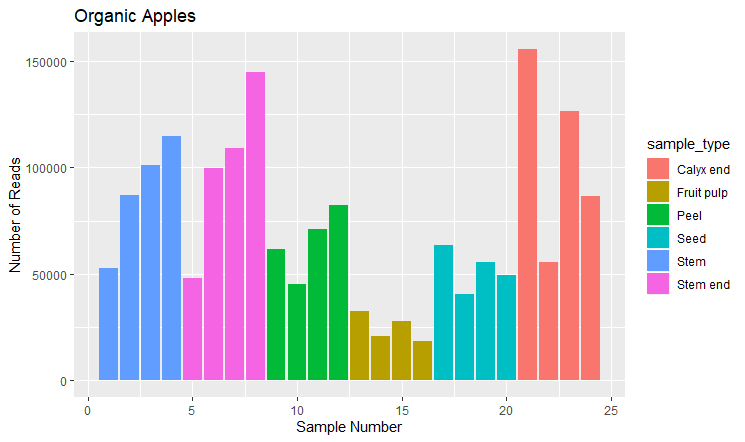 Organic Apples
Number of Reads
150000
100000
50000
0
0 5 10 15 20 25
Sample Number
sample_type
Calyx end
Fruit pulp
Peel
Seed
Stem
Stem end